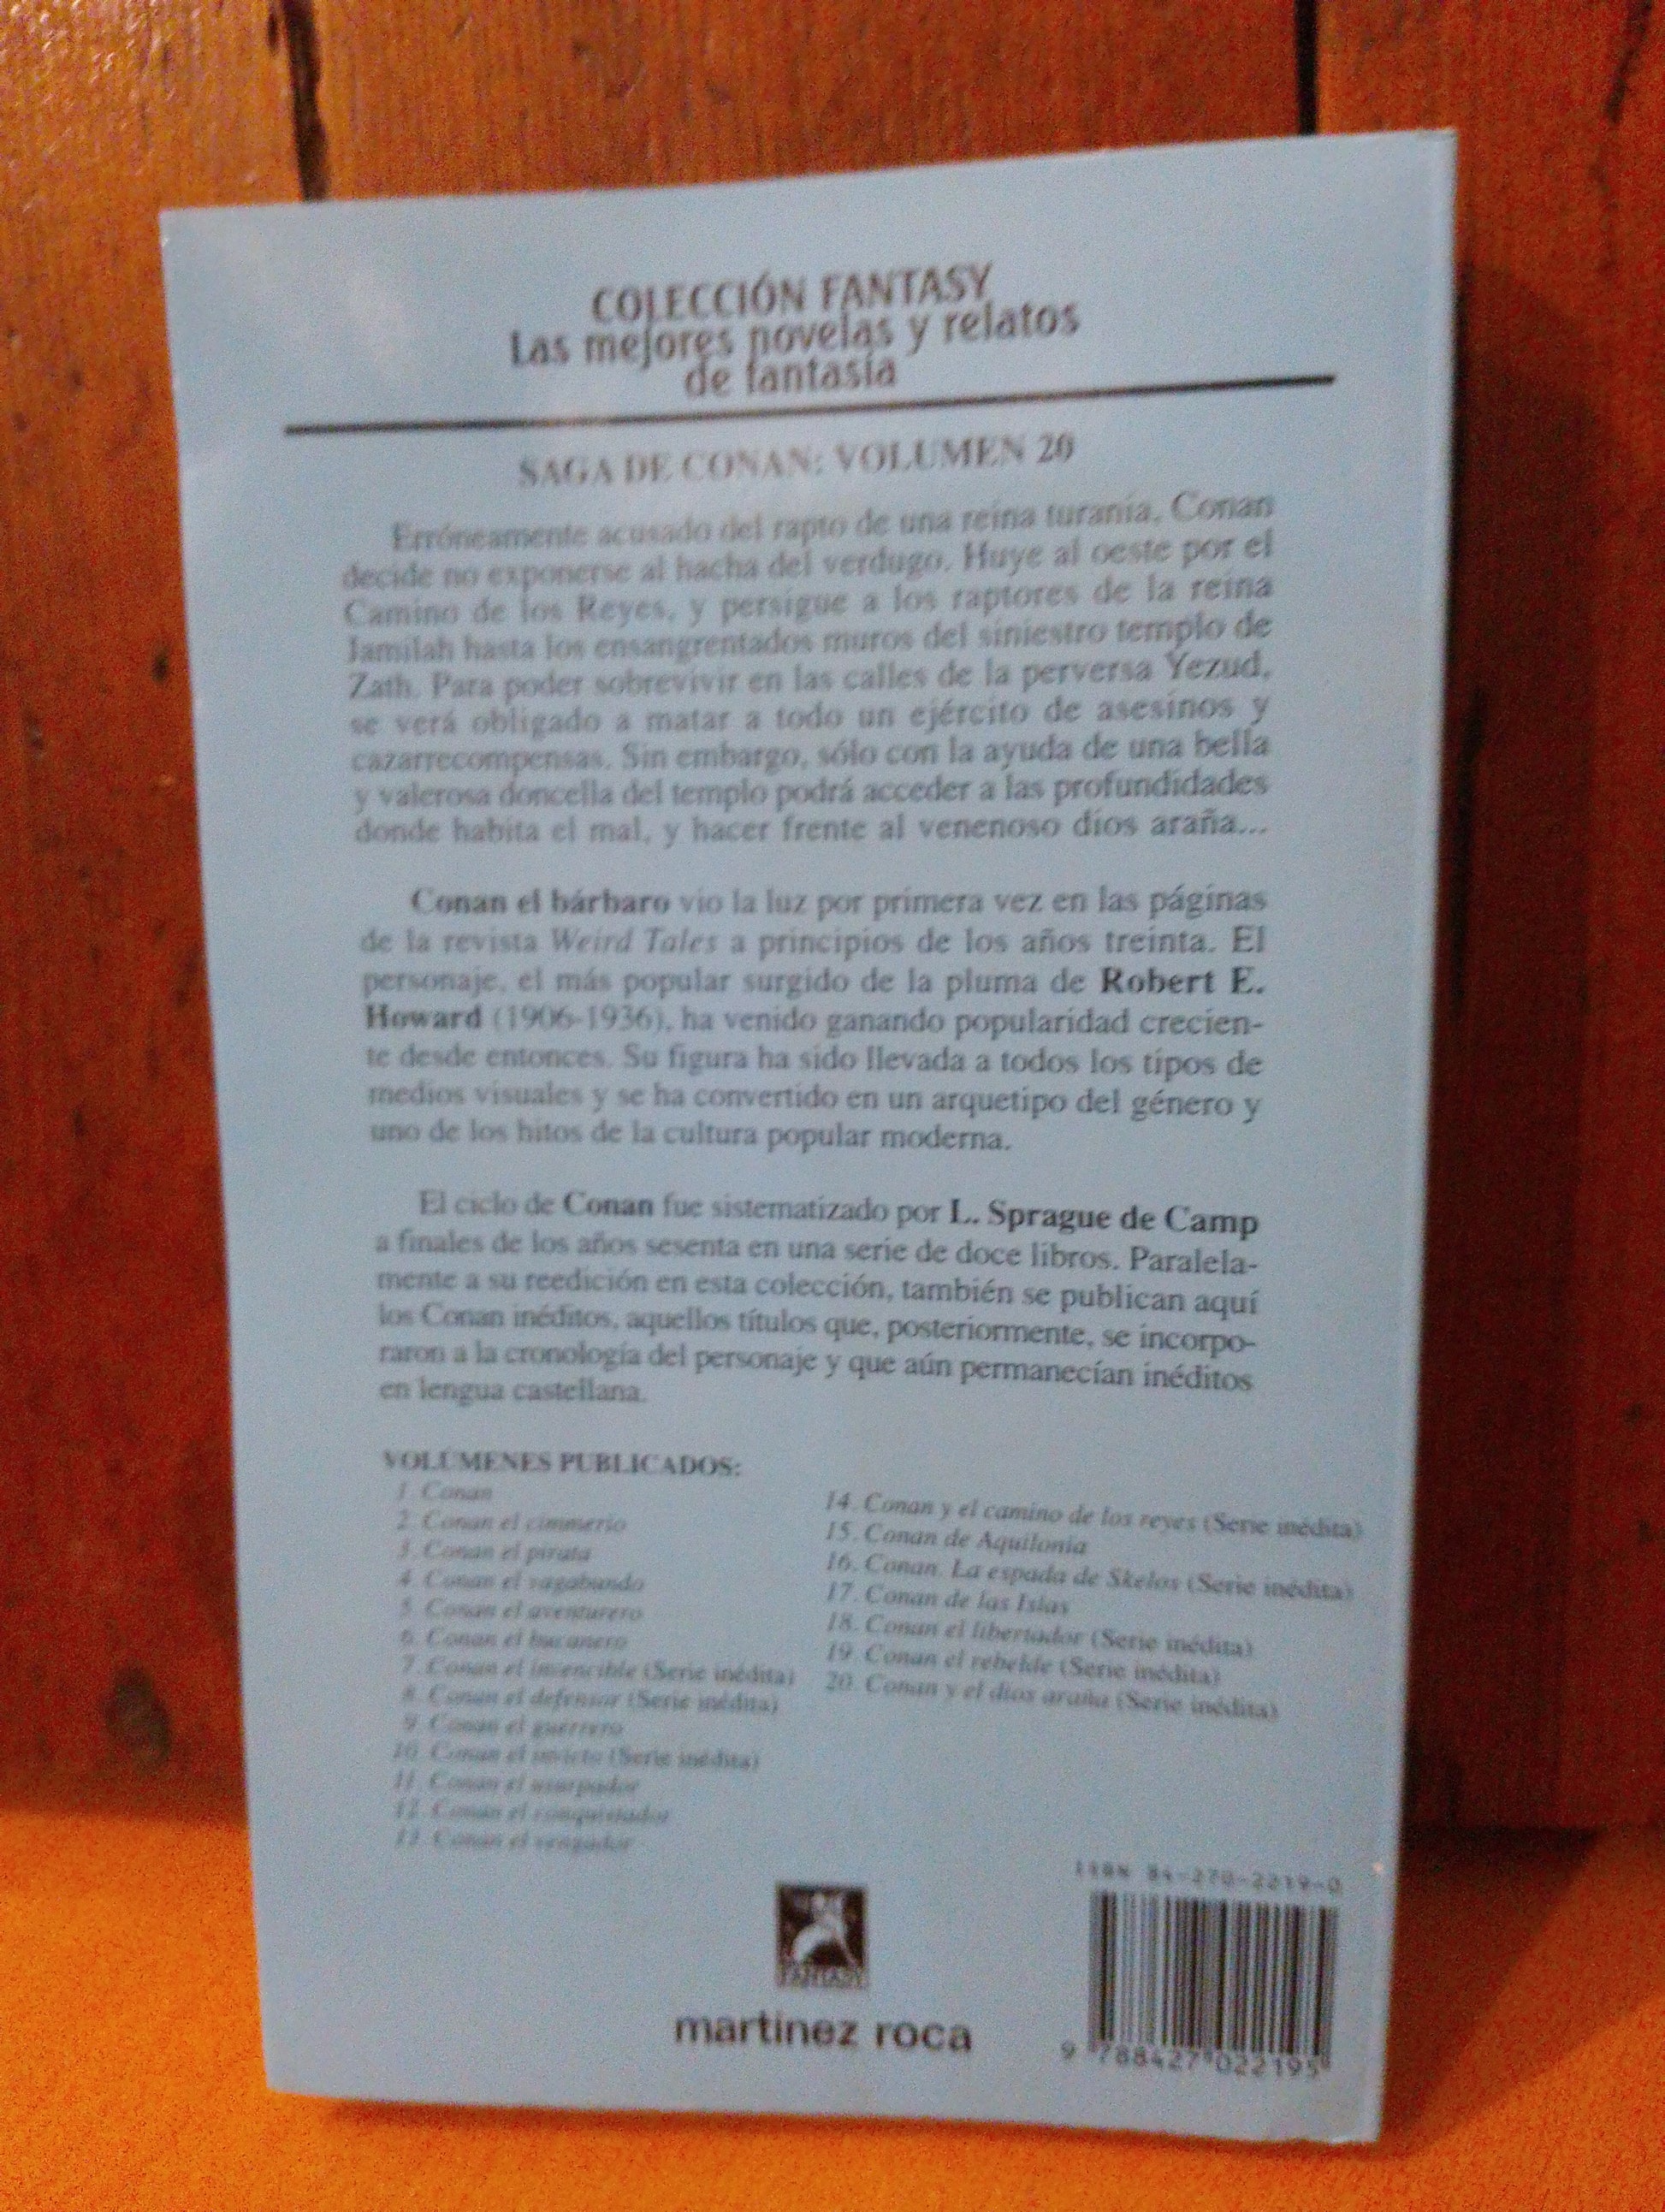 COLECCIÓN FANTASY
Las mejores novelas y relatos
de fantasía
SAGA DE CONAN: VOLUMEN 20
Erróneamente acusado del rapto de una reina turania, Conan
decide no exponerse al hacha del verdugo. Huye al oeste por el
Camino de los Reyes, y persigue a los raptores de la reina
Jamilah hasta los ensangrentados muros del siniestro templo de
Zath. Para poder sobrevivir en las calles de la perversa Yezud,
se verá obligado a matar a todo un ejército de asesinos y
cazarrecompensas. Sin embargo, sólo con la ayuda de una bella
y valerosa doncella del templo podrá acceder a las profundidades
donde habita el mal, y hacer frente al venenoso dios araña...
Conan el bárbaro vio la luz por primera vez en las páginas
de la revista Weird Tales a principios de los años treinta. El
personaje, el más popular surgido de la pluma de Robert E.
Howard (1906-1936), ha venido ganando popularidad crecien-
te desde entonces. Su figura ha sido llevada a todos los tipos de
medios visuales y se ha convertido en un arquetipo del género y
uno de los hitos de la cultura popular moderna.
El ciclo de Conan fue sistematizado por L. Sprague de Camp
a finales de los años sesenta en una serie de doce libros. Paralela-
mente a su reedición en esta colección, también se publican aquí
los Conan inéditos, aquellos títulos que, posteriormente, se incorpo-
raron a la cronología del personaje y que aún permanecían inéditos
en lengua castellana.
VOLÚMENES PUBLICADOS:
1. Conan
2. Conan el cimmerio
3. Conan el pirata
4. Conan el vagabundo
5. Conan el aventurero
6. Conan el bucanero
7. Conan el invencible (Serie inédita)
8. Conan el defensor (Serie inédita)
9. Conan el guerrero
10. Conan el invicto (Serie inédita)
11. Conan el usurpador
12. Conan el conquistador
13. Conan el vengador
14. Conan y el camino de los reyes (Serie inédita)
15. Conan de Aquilonia
16. Conan. La espada de Skelos (Serie inédita)
17. Conan de las Islas
18. Conan el libertador (Serie inédita)
19. Conan el rebelde (Serie inédita)
20. Conan y el dios araña (Serie inédita)
FANTASY
martinez roca
ISBN 84-270-2219-0
9 788427 022195